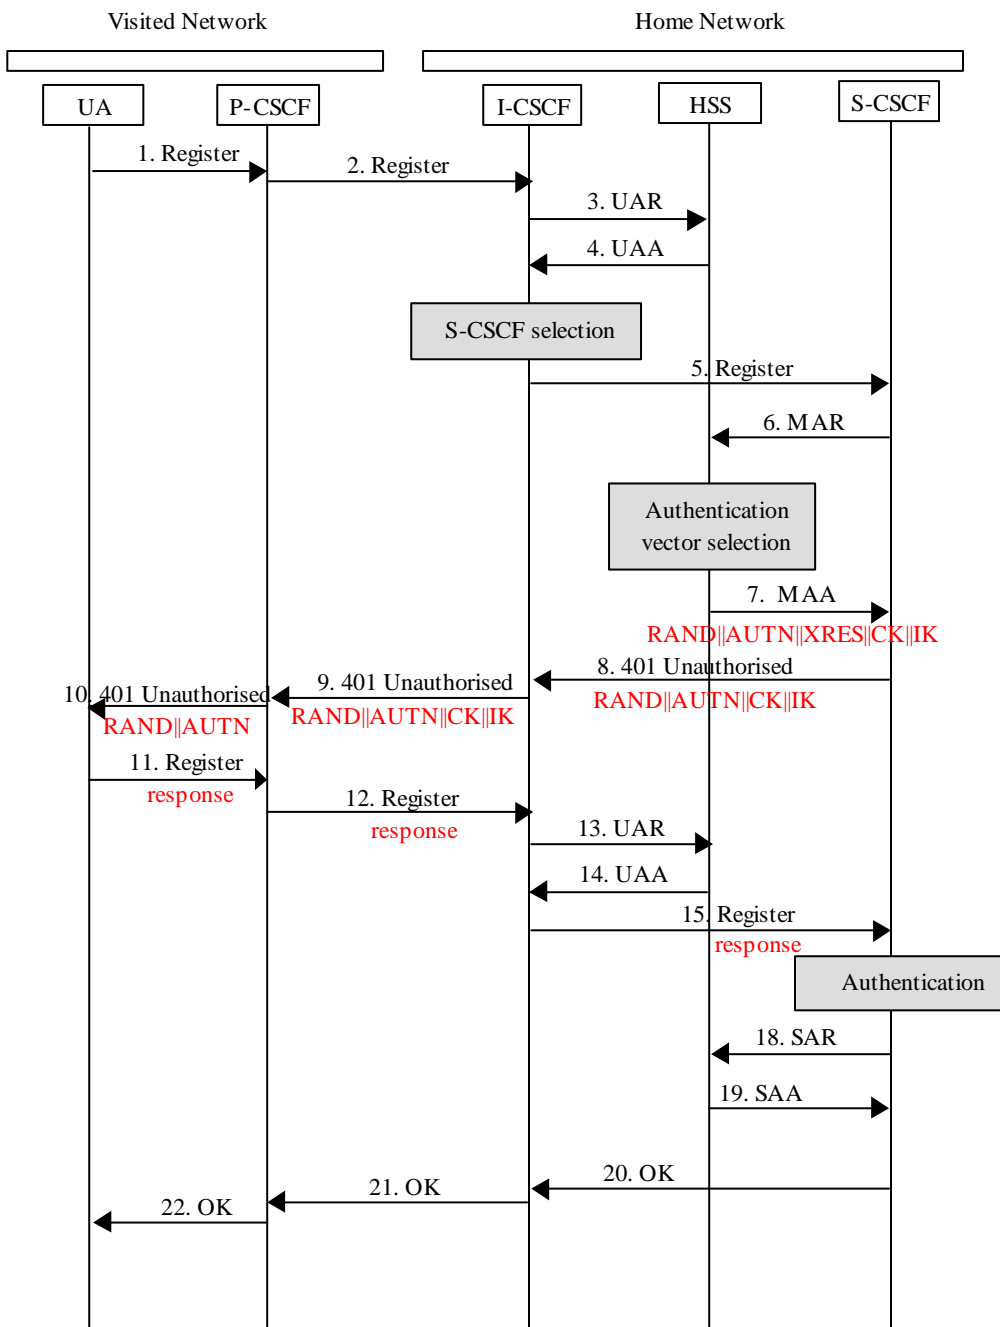 Visited Network
Home Network
UA
P-CSCF
I-CSCF
HSS
S-CSCF
1. Register
2. Register
3. UAR
4. UAA
S-CSCF selection
5. Register
6. MAR
Authentication
vector selection
7. MAA
RAND||AUTN||XRES||CK||IK
8. 401 Unauthorised
RAND||AUTN||CK||IK
9. 401 Unauthorised
RAND||AUTN||CK||IK
10. 401 Unauthorised
RAND||AUTN
11. Register
response
12. Register
response
13. UAR
14. UAA
15. Register
response
Authentication
18. SAR
19. SAA
20. OK
21. OK
22. OK